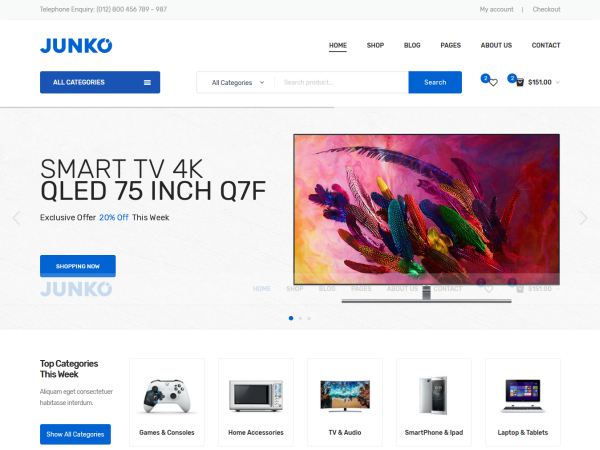 Telephone Enquiry: (012) 800 456 789 – 987
My account | Checkout
JUNKO
HOME SHOP BLOG PAGES ABOUT US CONTACT
ALL CATEGORIES
All Categories Search product... Search
2 2 $151.00
SMART TV 4K
QLED 75 INCH Q7F
Exclusive Offer 20% Off This Week
SHOPPING NOW
JUNKO
HOME SHOP BLOG PAGES ABOUT US CONTACT $151.00
Top Categories
This Week
Aliquam eget consectetuer
habitasse interdum.
Show All Categories
Games & Consoles
Home Accessories
TV & Audio
SmartPhone & Ipad
Laptop & Tablets